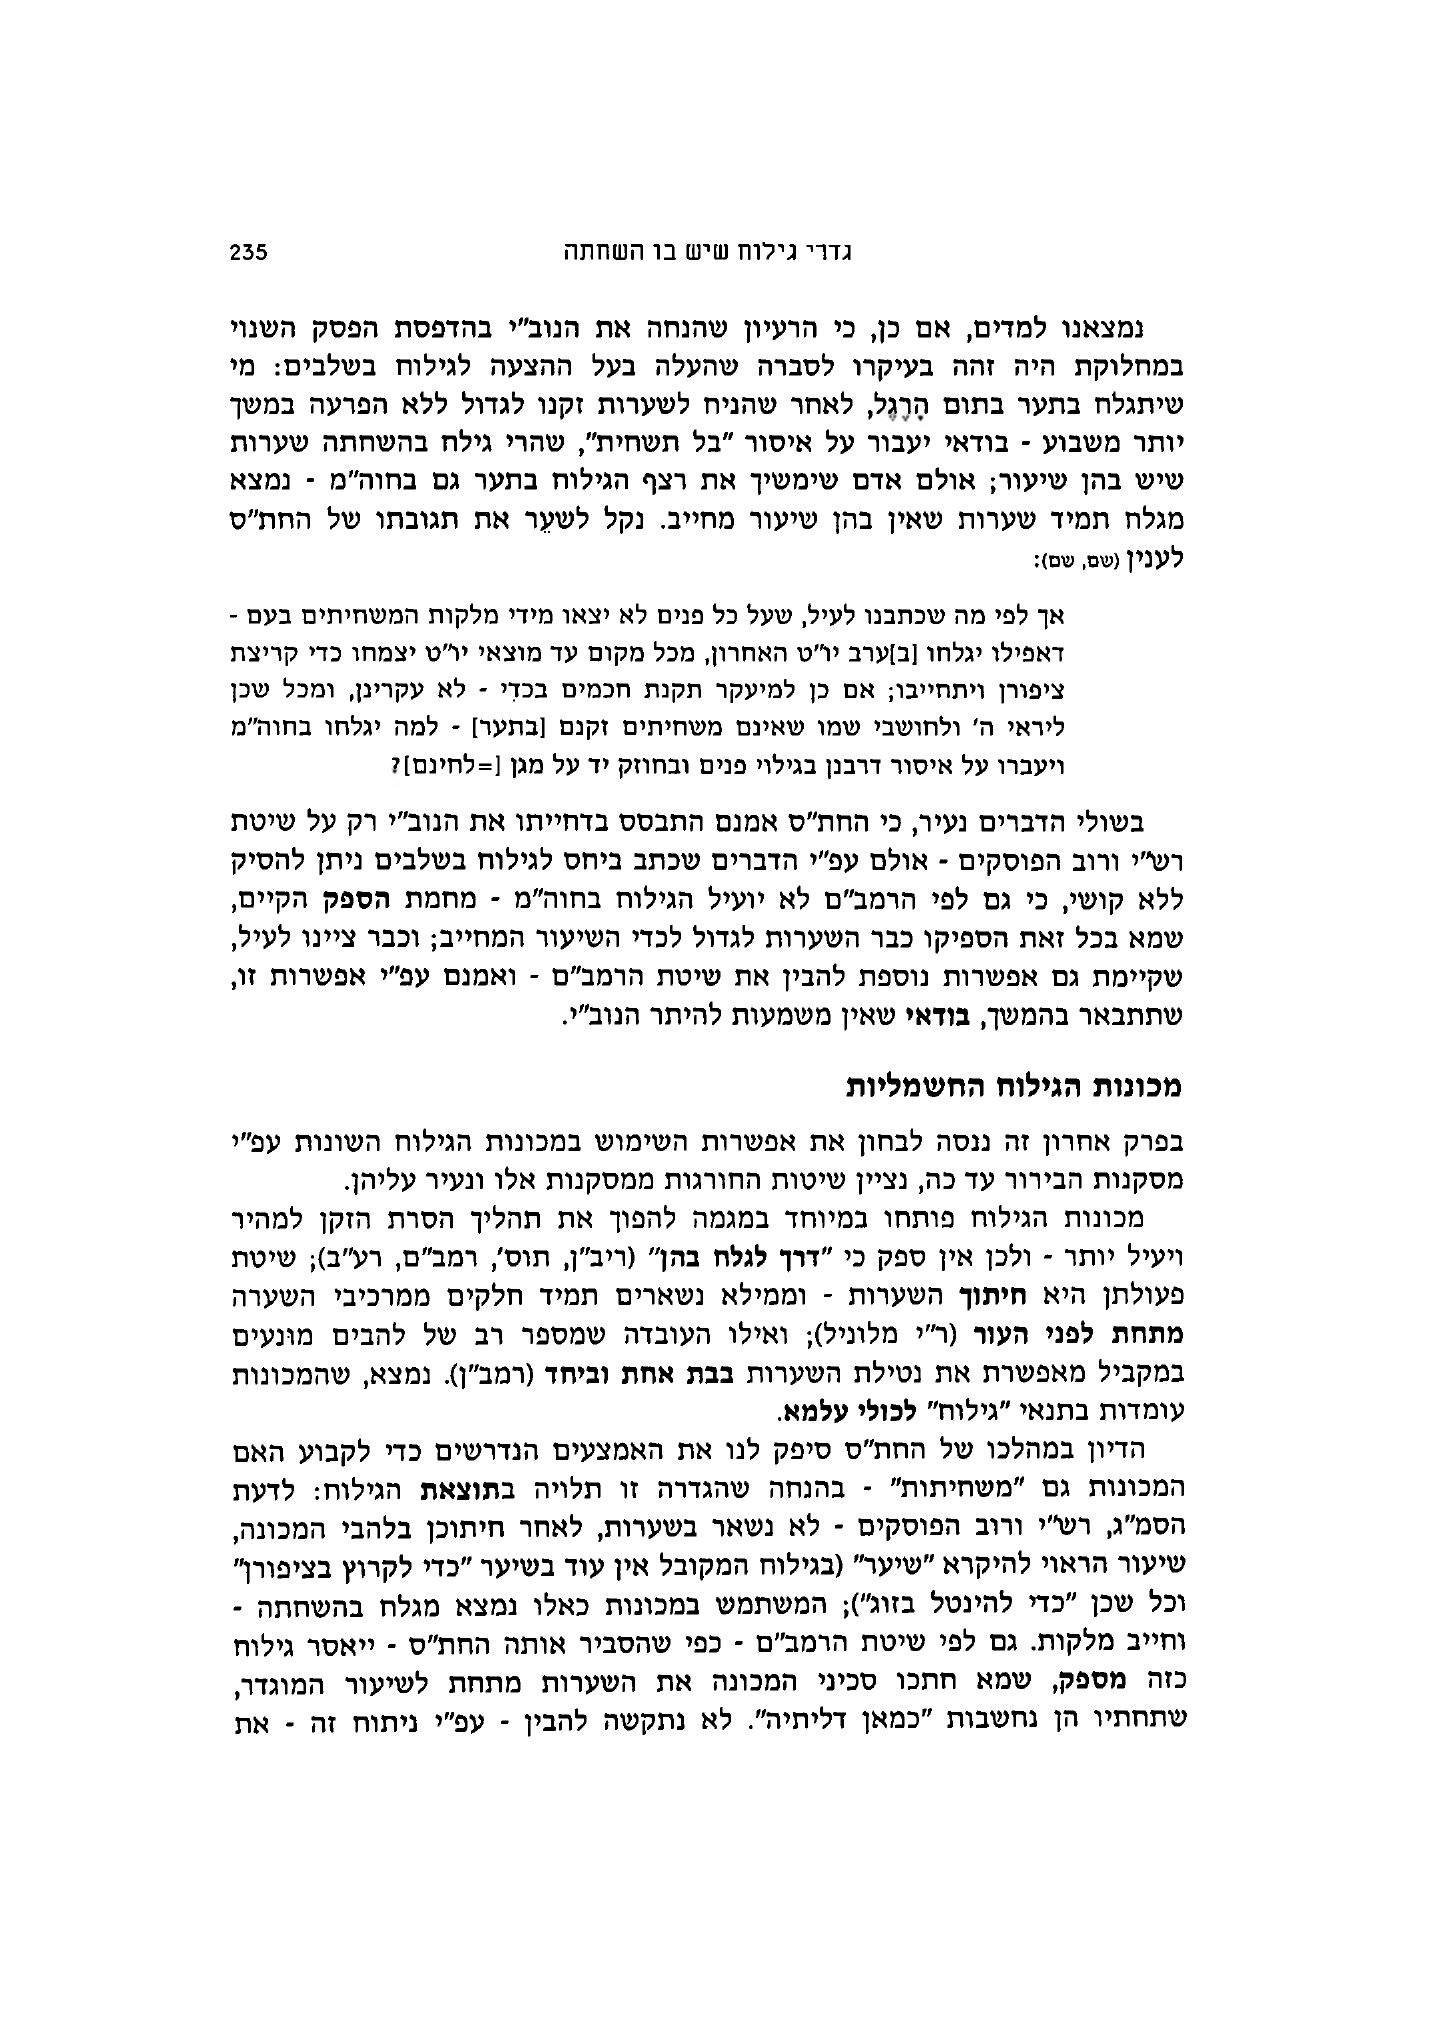 גדרי גילוח שיש בו השחתה 235
נמצאנו למדים, אם כן, כי הרעיון שהנחה את הנוב"י בהדפסת הפסק השנוי
במחלוקת היה זהה בעיקרו לסברה שהעלה בעל ההצעה לגילוח בשלבים: מי
שיתגלח בתער בתום הָרֶגֶל, לאחר שהניח לשערות זקנו לגדול ללא הפרעה במשך
יותר משבוע - בודאי יעבור על איסור "בל תשחית", שהרי גילח בהשחתה שערות
שיש בהן שיעור; אולם אדם שימשיך את רצף הגילוח בתער גם בחוה"מ - נמצא
מגלח תמיד שערות שאין בהן שיעור מחייב. נקל לשעֵר את תגובתו של החת"ס
לענין (שם, שם):
אך לפי מה שכתבנו לעיל, שעל כל פנים לא יצאו מידי מלקות המשחיתים בעם -
דאפילו יגלחו [ב]ערב יו"ט האחרון, מכל מקום עד מוצאי יו"ט יצמחו כדי קריצת
ציפורן ויתחייבו; אם כן למיעקר תקנת חכמים בכדִי - לא עקרינן, ומכל שכן
ליראי ה' ולחושבי שמו שאינם משחיתים זקנם [בתער] - למה יגלחו בחוה"מ
ויעברו על איסור דרבנן בגילוי פנים ובחוזק יד על מגן [=לחינם]?
בשולי הדברים נעיר, כי החת"ס אמנם התבסס בדחייתו את הנוב"י רק על שיטת
רש"י ורוב הפוסקים - אולם עפ"י הדברים שכתב ביחס לגילוח בשלבים ניתן להסיק
ללא קושי, כי גם לפי הרמב"ם לא יועיל הגילוח בחוה"מ - מחמת הספק הקיים,
שמא בכל זאת הספיקו כבר השערות לגדול לכדי השיעור המחייב; וכבר ציינו לעיל,
שקיימת גם אפשרות נוספת להבין את שיטת הרמב"ם - ואמנם עפ"י אפשרות זו,
שתתבאר בהמשך, בודאי שאין משמעות להיתר הנוב"י.
מכונות הגילוח החשמליות
בפרק אחרון זה ננסה לבחון את אפשרות השימוש במכונות הגילוח השונות עפ"י
מסקנות הבירור עד כה, נציין שיטות החורגות ממסקנות אלו ונעיר עליהן.
מכונות הגילוח פותחו במיוחד במגמה להפוך את תהליך הסרת הזקן למהיר
ויעיל יותר - ולכן אין ספק כי "דרך לגלח בהן" (ריב"ן, תוס', רמב"ם, רע"ב); שיטת
פעולתן היא חיתוך השערות - וממילא נשארים תמיד חלקים ממרכיבי השערה
מתחת לפני העור (ר"י מלוניל); ואילו העובדה שמספר רב של להבים מוּנעים
במקביל מאפשרת את נטילת השערות בבת אחת וביחד (רמב"ן). נמצא, שהמכונות
עומדות בתנאי "גילוח" לכולי עלמא.
הדיון במהלכו של החת"ס סיפק לנו את האמצעים הנדרשים כדי לקבוע האם
המכונות גם "משחיתות" - בהנחה שהגדרה זו תלויה בתוצאת הגילוח: לדעת
הסמ"ג, רש"י ורוב הפוסקים - לא נשאר בשערות, לאחר חיתוכן בלהבי המכונה,
שיעור הראוי להיקרא "שיער" (בגילוח המקובל אין עוד בשיער "כדי לקרוץ בציפורן"
וכל שכן "כדי להינטל בזוג"); המשתמש במכונות כאלו נמצא מגלח בהשחתה -
וחייב מלקות. גם לפי שיטת הרמב"ם - כפי שהסביר אותה החת"ס - ייאסר גילוח
כזה מספק, שמא חתכו סכיני המכונה את השערות מתחת לשיעור המוגדר,
שתחתיו הן נחשבות "כמאן דליתיה". לא נתקשה להבין - עפ"י ניתוח זה - את